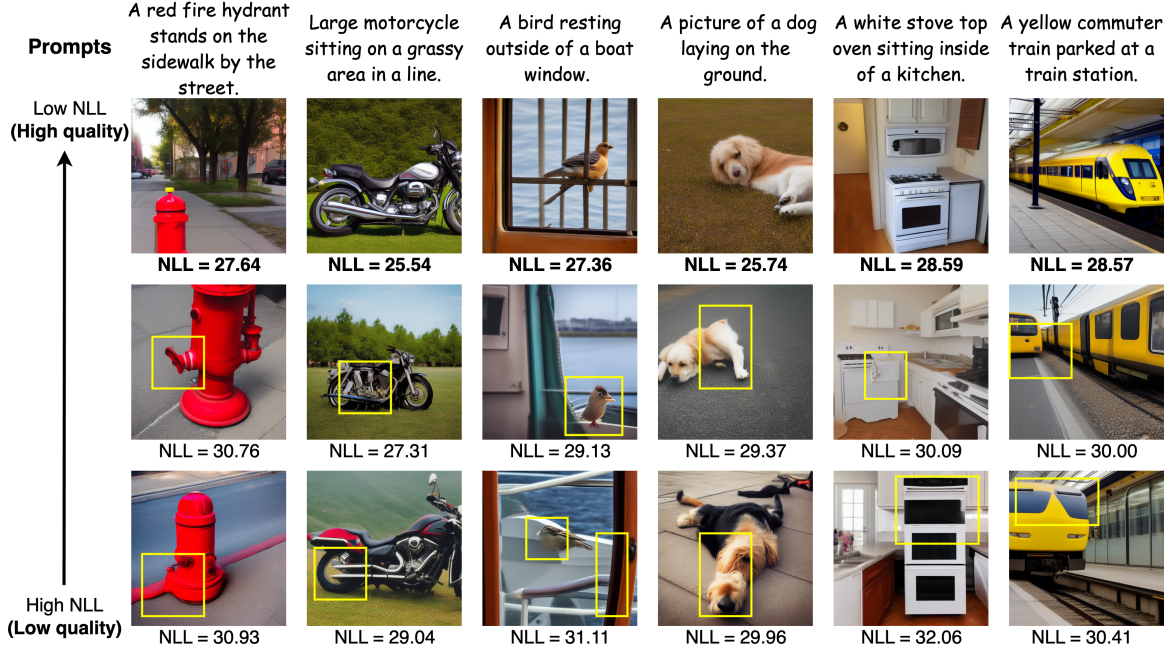 Prompts
A red fire hydrant
stands on the
sidewalk by the
street.
Large motorcycle
sitting on a grassy
area in a line.
A bird resting
outside of a boat
window.
A picture of a dog
laying on the
ground.
A white stove top
oven sitting inside
of a kitchen.
A yellow commuter
train parked at a
train station.
Low NLL
(High quality)
NLL = 27.64
NLL = 25.54
NLL = 27.36
NLL = 25.74
NLL = 28.59
NLL = 28.57
NLL = 30.76
NLL = 27.31
NLL = 29.13
NLL = 29.37
NLL = 30.09
NLL = 30.00
High NLL
(Low quality)
NLL = 30.93
NLL = 29.04
NLL = 31.11
NLL = 29.96
NLL = 32.06
NLL = 30.41